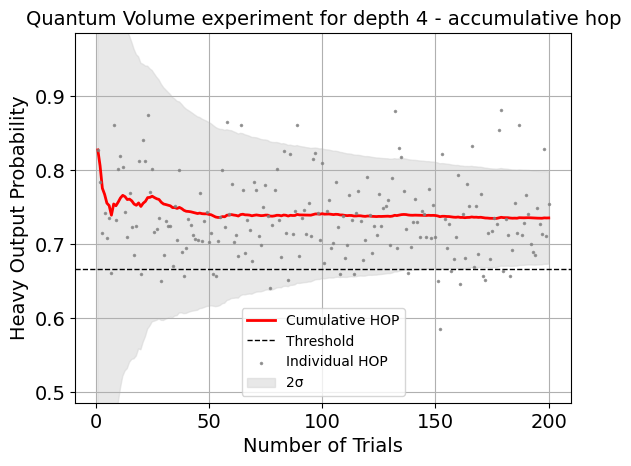 Quantum Volume experiment for depth 4 - accumulative hop
Heavy Output Probability
0.9
0.8
0.7
0.6
0.5
Cumulative HOP
Threshold
Individual HOP
2σ
0 50 100 150 200
Number of Trials